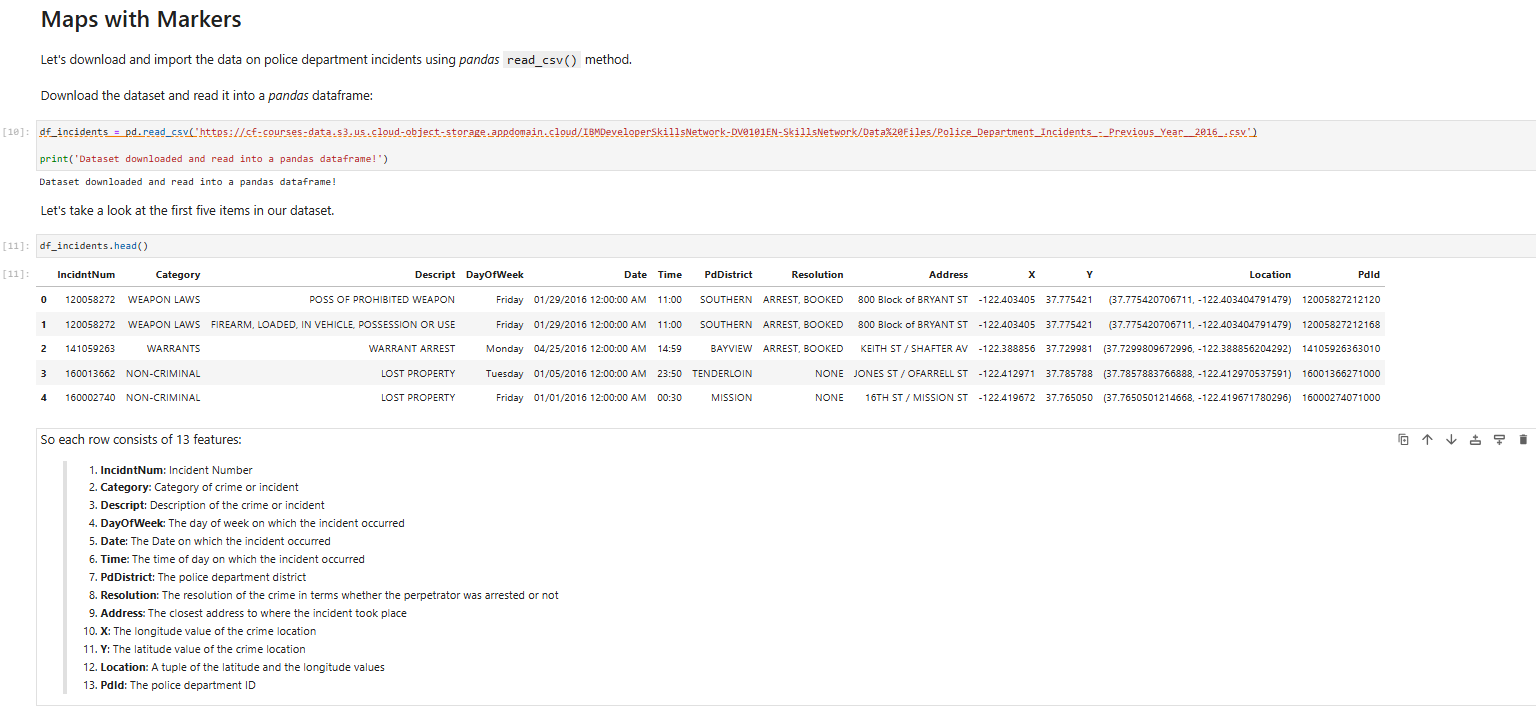 Maps with Markers
Let's download and import the data on police department incidents using pandas read_csv() method.
Download the dataset and read it into a pandas dataframe:
[10]: df_incidents = pd.read_csv('https://cf-courses-data.s3.us.cloud-object-storage.appdomain.cloud/IBMDeveloperSkillsNetwork-DV0101EN-SkillsNetwork/Data%20Files/Police_Department_Incidents_-_Previous_Year__2016_.csv')
print('Dataset downloaded and read into a pandas dataframe!')
Dataset downloaded and read into a pandas dataframe!
Let's take a look at the first five items in our dataset.
[11]: df_incidents.head()
[11]: IncidntNum Category Descript DayOfWeek Date Time PdDistrict Resolution Address X Y Location PdId
0 120058272 WEAPON LAWS POSS OF PROHIBITED WEAPON Friday 01/29/2016 12:00:00 AM 11:00 SOUTHERN ARREST, BOOKED 800 Block of BRYANT ST -122.403405 37.775421 (37.775420706711, -122.403404791479) 12005827212120
1 120058272 WEAPON LAWS FIREARM, LOADED, IN VEHICLE, POSSESSION OR USE Friday 01/29/2016 12:00:00 AM 11:00 SOUTHERN ARREST, BOOKED 800 Block of BRYANT ST -122.403405 37.775421 (37.775420706711, -122.403404791479) 12005827212168
2 141059263 WARRANTS WARRANT ARREST Monday 04/25/2016 12:00:00 AM 14:59 BAYVIEW ARREST, BOOKED KEITH ST / SHAFTER AV -122.388856 37.729981 (37.7299809672996, -122.388856204292) 14105926363010
3 160013662 NON-CRIMINAL LOST PROPERTY Tuesday 01/05/2016 12:00:00 AM 23:50 TENDERLOIN NONE JONES ST / OFARRELL ST -122.412971 37.785788 (37.7857883766888, -122.412970537591) 16001366271000
4 160002740 NON-CRIMINAL LOST PROPERTY Friday 01/01/2016 12:00:00 AM 00:30 MISSION NONE 16TH ST / MISSION ST -122.419672 37.765050 (37.7650501214668, -122.419671780296) 16000274071000
So each row consists of 13 features:
1. IncidntNum: Incident Number
2. Category: Category of crime or incident
3. Descript: Description of the crime or incident
4. DayOfWeek: The day of week on which the incident occurred
5. Date: The Date on which the incident occurred
6. Time: The time of day on which the incident occurred
7. PdDistrict: The police department district
8. Resolution: The resolution of the crime in terms whether the perpetrator was arrested or not
9. Address: The closest address to where the incident took place
10. X: The longitude value of the crime location
11. Y: The latitude value of the crime location
12. Location: A tuple of the latitude and the longitude values
13. PdId: The police department ID